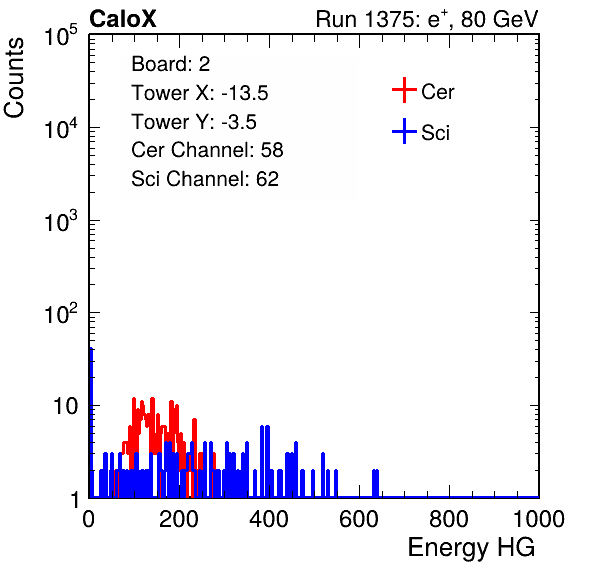 CaloX Run 1375: e⁺, 80 GeV
Counts
Board: 2
Tower X: -13.5
Tower Y: -3.5
Cer Channel: 58
Sci Channel: 62
Cer
Sci
10⁵
10⁴
10³
10²
10
1
0 200 400 600 800 1000
Energy HG